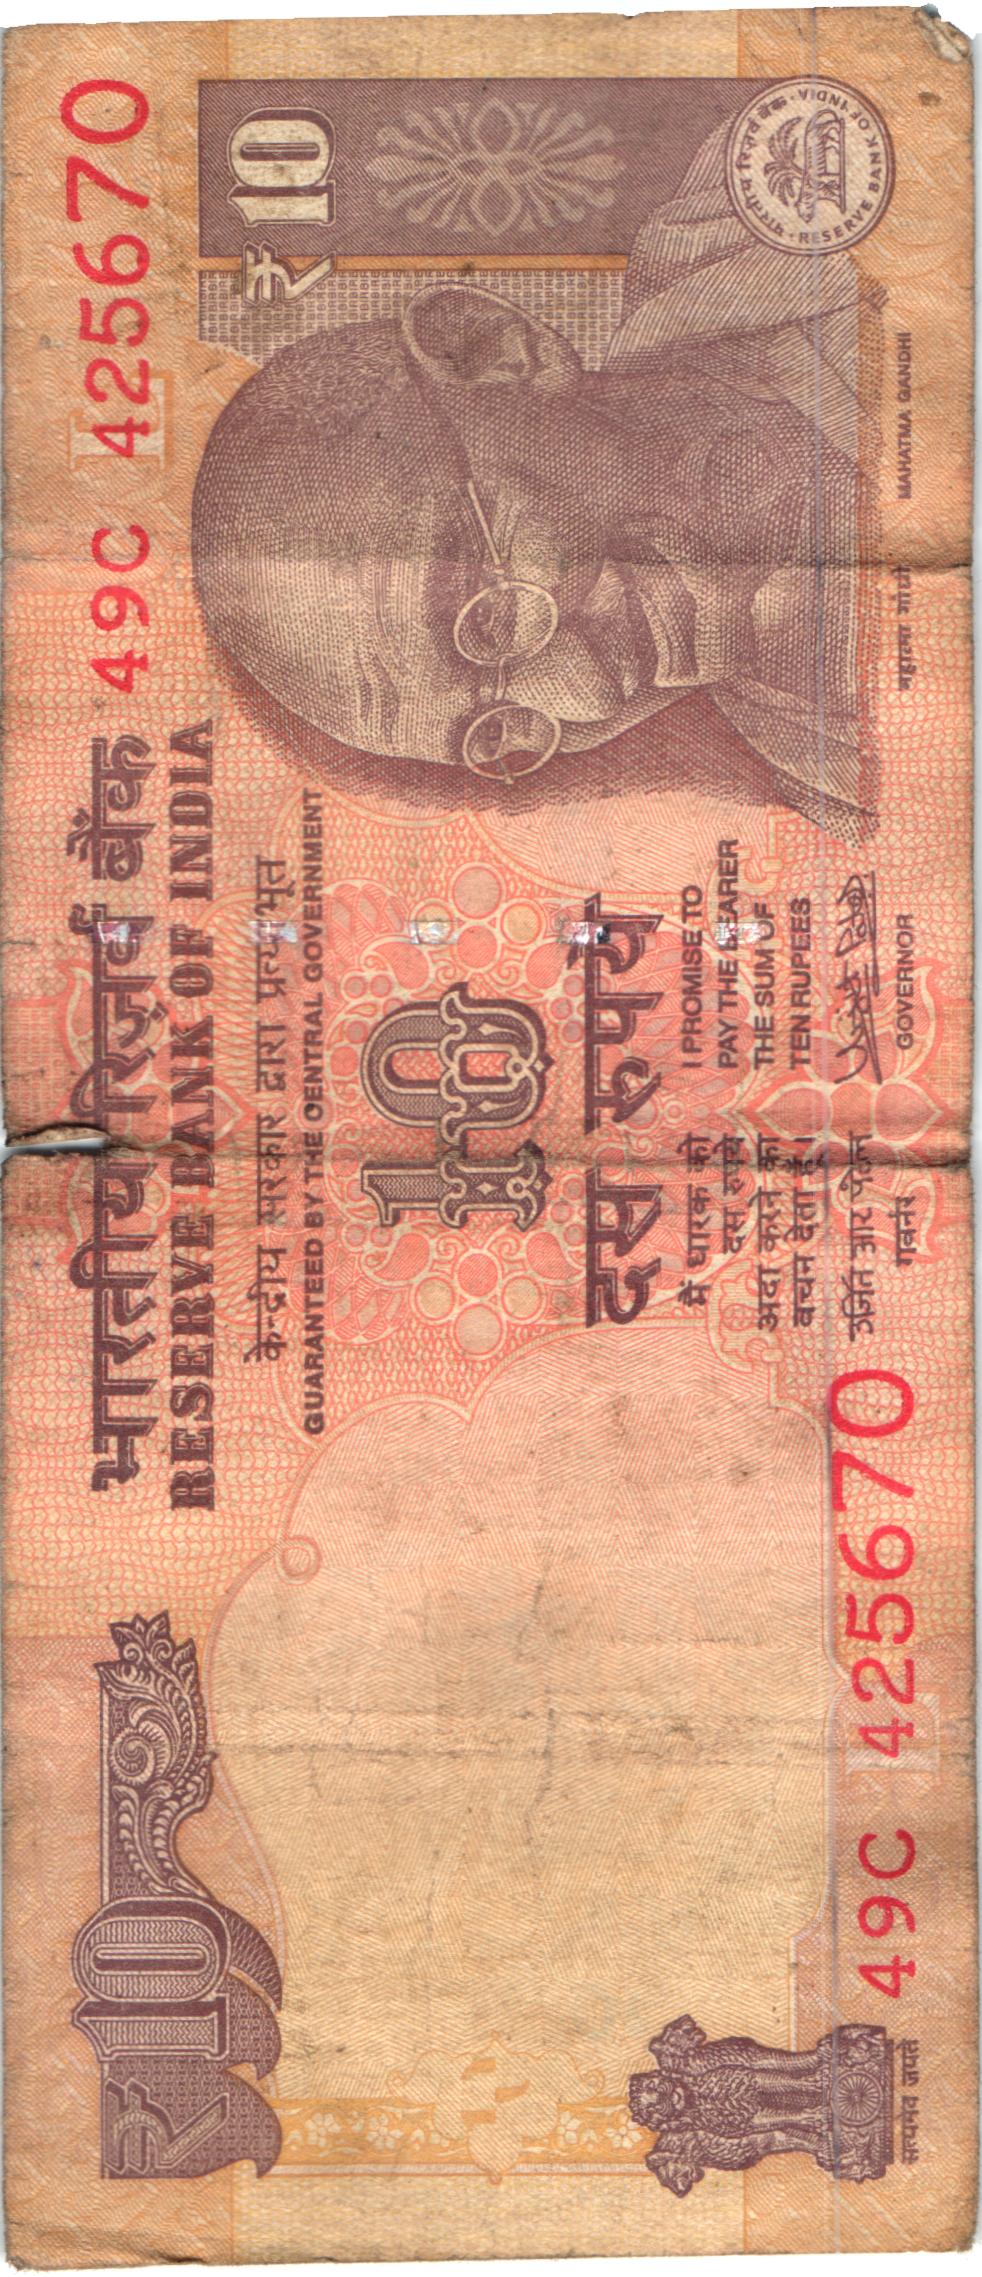 49C 425670
भारतीय रिज़र्व बैंक
RESERVE BANK OF INDIA
केन्द्रीय सरकार द्वारा प्रत्याभूत
GUARANTEED BY THE CENTRAL GOVERNMENT
₹10
₹10
10
दस रुपये
मैं धारक को
दस रुपये
अदा करने का
वचन देता हूँ।
उर्जित आर पटेल
गवर्नर
I PROMISE TO
PAY THE BEARER
THE SUM OF
TEN RUPEES
GOVERNOR
महात्मा गांधी MAHATMA GANDHI
भारतीय रिज़र्व बैंक
RESERVE BANK OF INDIA
L
सत्यमेव जयते
49C 425670
L